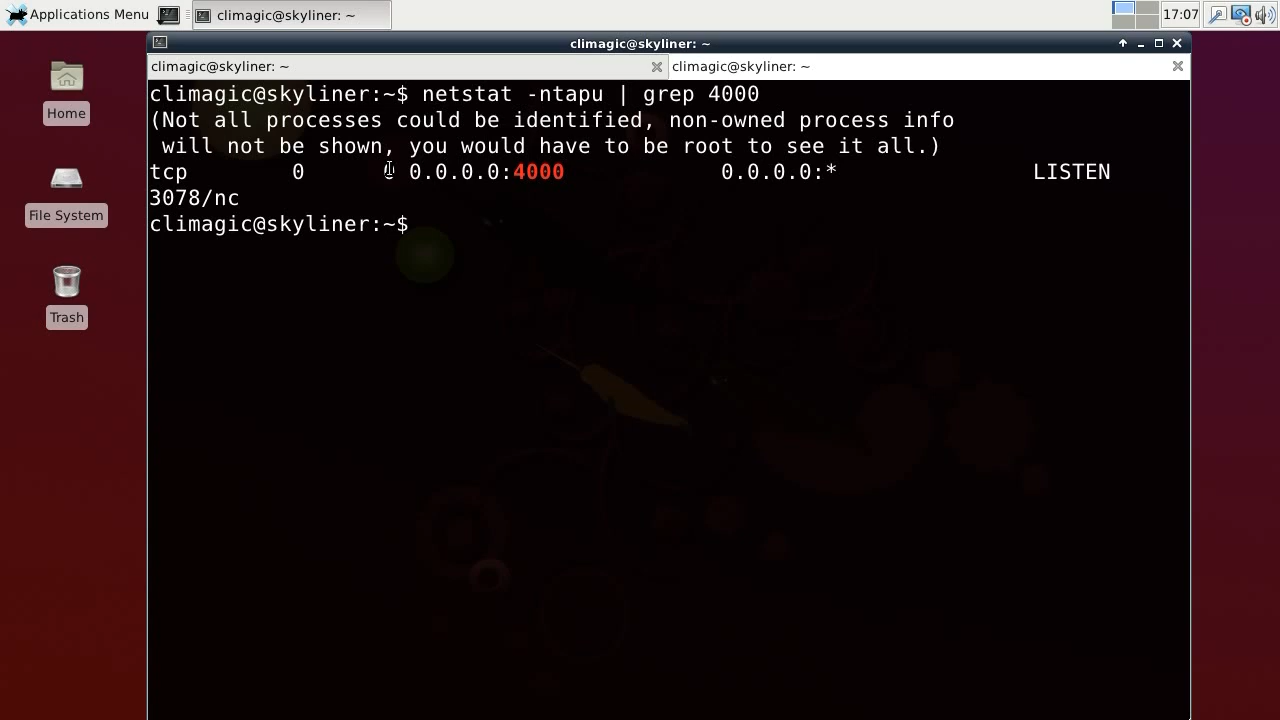 Applications Menu
climagic@skyliner: ~
17:07
climagic@skyliner: ~
climagic@skyliner: ~
climagic@skyliner: ~
Home
File System
Trash
climagic@skyliner:~$ netstat -ntapu | grep 4000
(Not all processes could be identified, non-owned process info
will not be shown, you would have to be root to see it all.)
tcp 0 0 0.0.0.0:4000 0.0.0.0:* LISTEN
3078/nc
climagic@skyliner:~$